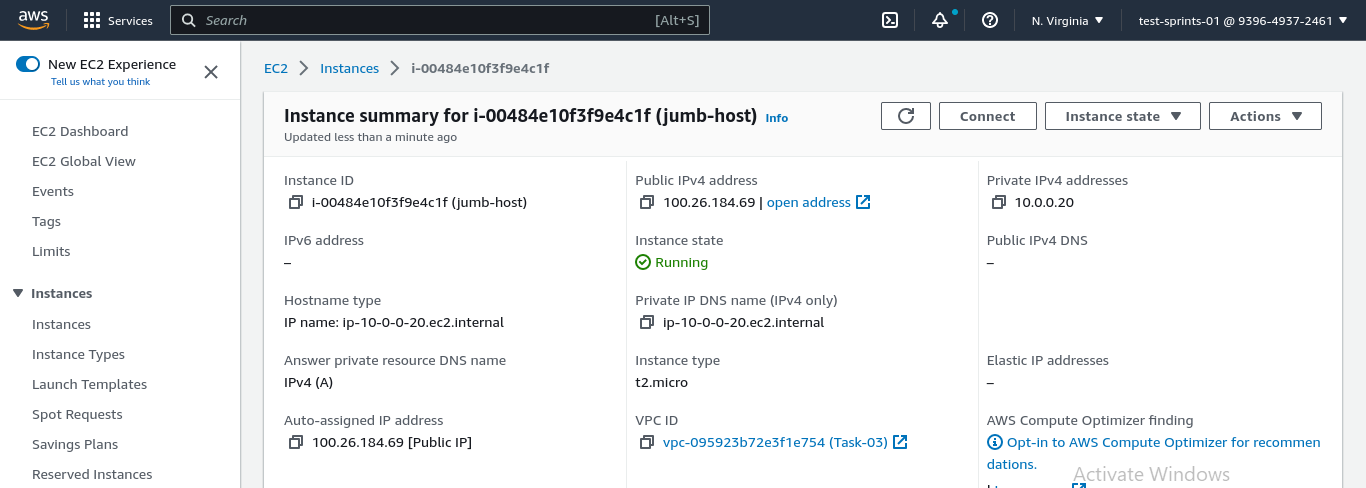 aws
Services
Search
[Alt+S]
N. Virginia
test-sprints-01 @ 9396-4937-2461
New EC2 Experience
Tell us what you think
EC2 Dashboard
EC2 Global View
Events
Tags
Limits
Instances
Instances
Instance Types
Launch Templates
Spot Requests
Savings Plans
Reserved Instances
EC2 > Instances > i-00484e10f3f9e4c1f
Instance summary for i-00484e10f3f9e4c1f (jumb-host) Info
Updated less than a minute ago
Connect
Instance state
Actions
Instance ID
i-00484e10f3f9e4c1f (jumb-host)
Public IPv4 address
100.26.184.69 | open address
Private IPv4 addresses
10.0.0.20
IPv6 address
–
Instance state
Running
Public IPv4 DNS
–
Hostname type
IP name: ip-10-0-0-20.ec2.internal
Private IP DNS name (IPv4 only)
ip-10-0-0-20.ec2.internal
Answer private resource DNS name
IPv4 (A)
Instance type
t2.micro
Elastic IP addresses
–
Auto-assigned IP address
100.26.184.69 [Public IP]
VPC ID
vpc-095923b72e3f1e754 (Task-03)
AWS Compute Optimizer finding
Opt-in to AWS Compute Optimizer for recommen
dations.
Activate Windows